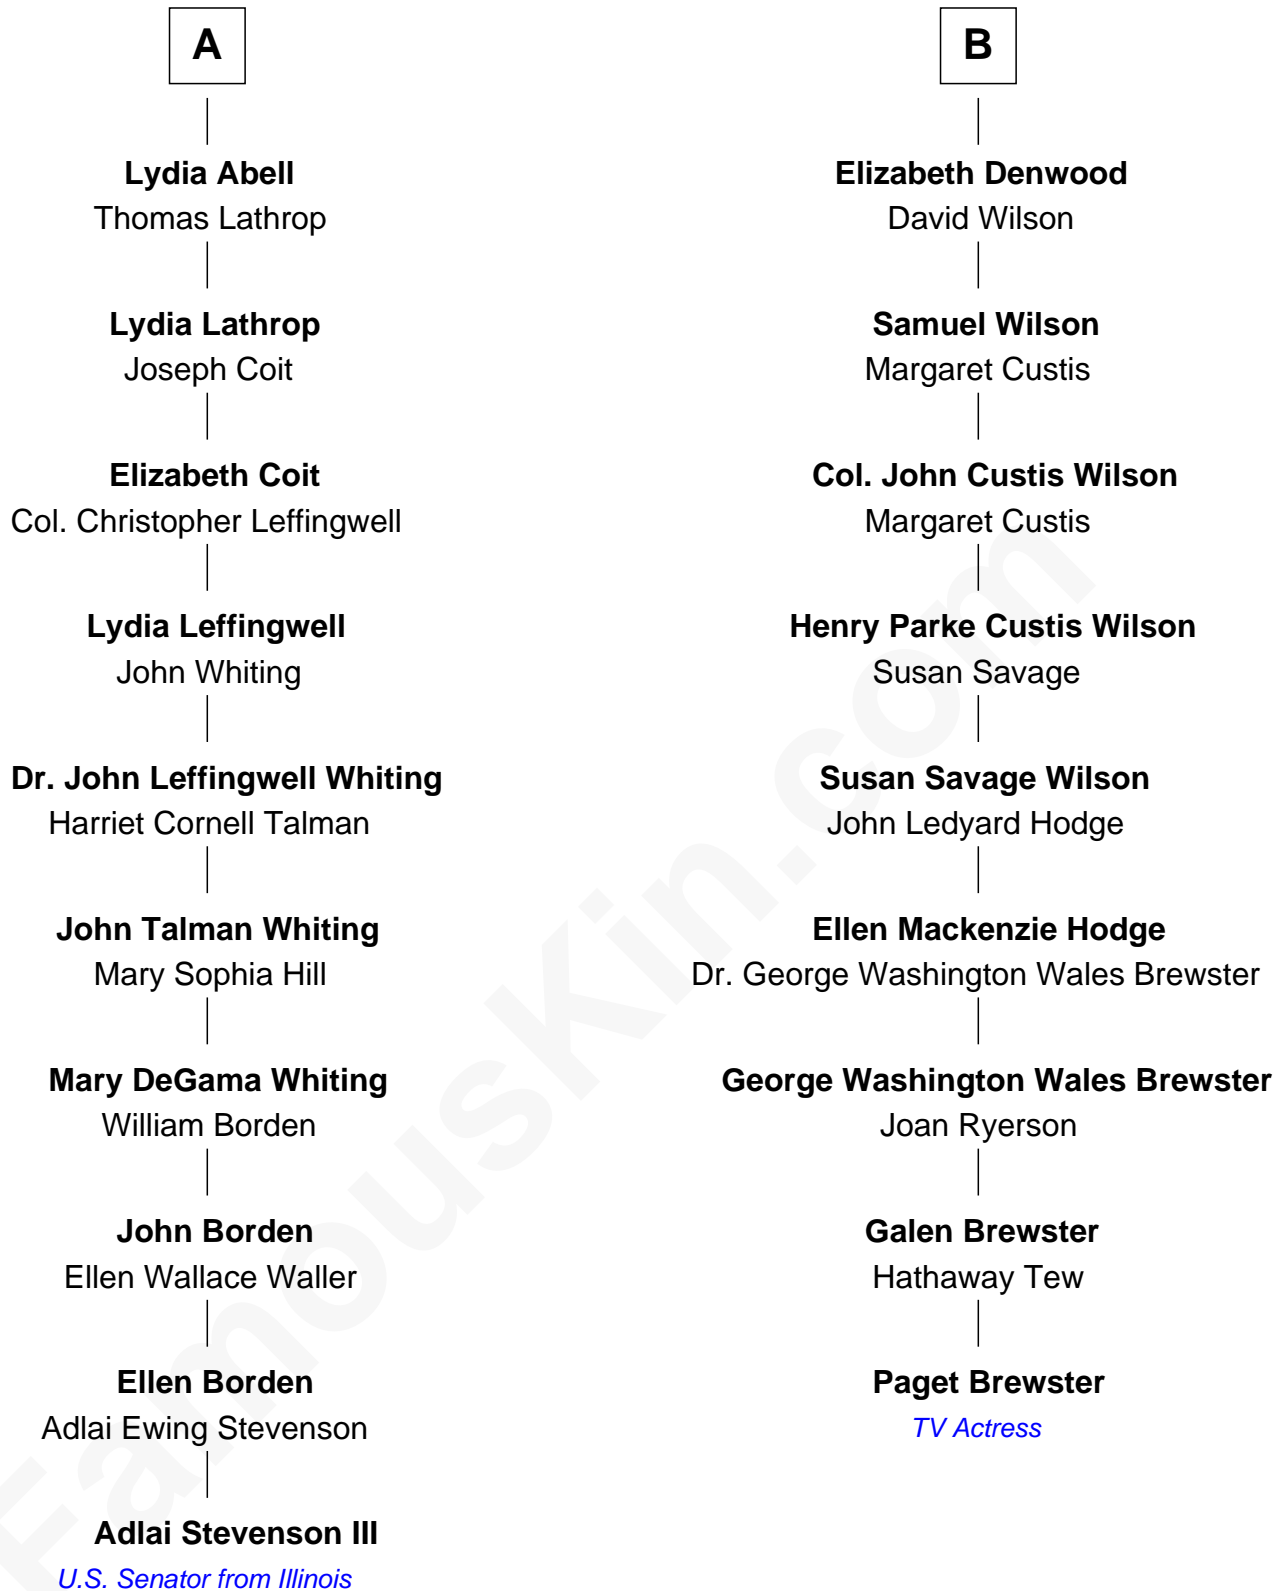 A
Lydia Abell
Thomas Lathrop
Lydia Lathrop
Joseph Coit
Elizabeth Coit
Col. Christopher Leffingwell
Lydia Leffingwell
John Whiting
Dr. John Leffingwell Whiting
Harriet Cornell Talman
John Talman Whiting
Mary Sophia Hill
Mary DeGama Whiting
William Borden
John Borden
Ellen Wallace Waller
Ellen Borden
Adlai Ewing Stevenson
Adlai Stevenson III
U.S. Senator from Illinois
B
Elizabeth Denwood
David Wilson
Samuel Wilson
Margaret Custis
Col. John Custis Wilson
Margaret Custis
Henry Parke Custis Wilson
Susan Savage
Susan Savage Wilson
John Ledyard Hodge
Ellen Mackenzie Hodge
Dr. George Washington Wales Brewster
George Washington Wales Brewster
Joan Ryerson
Galen Brewster
Hathaway Tew
Paget Brewster
TV Actress
FamousKin.com